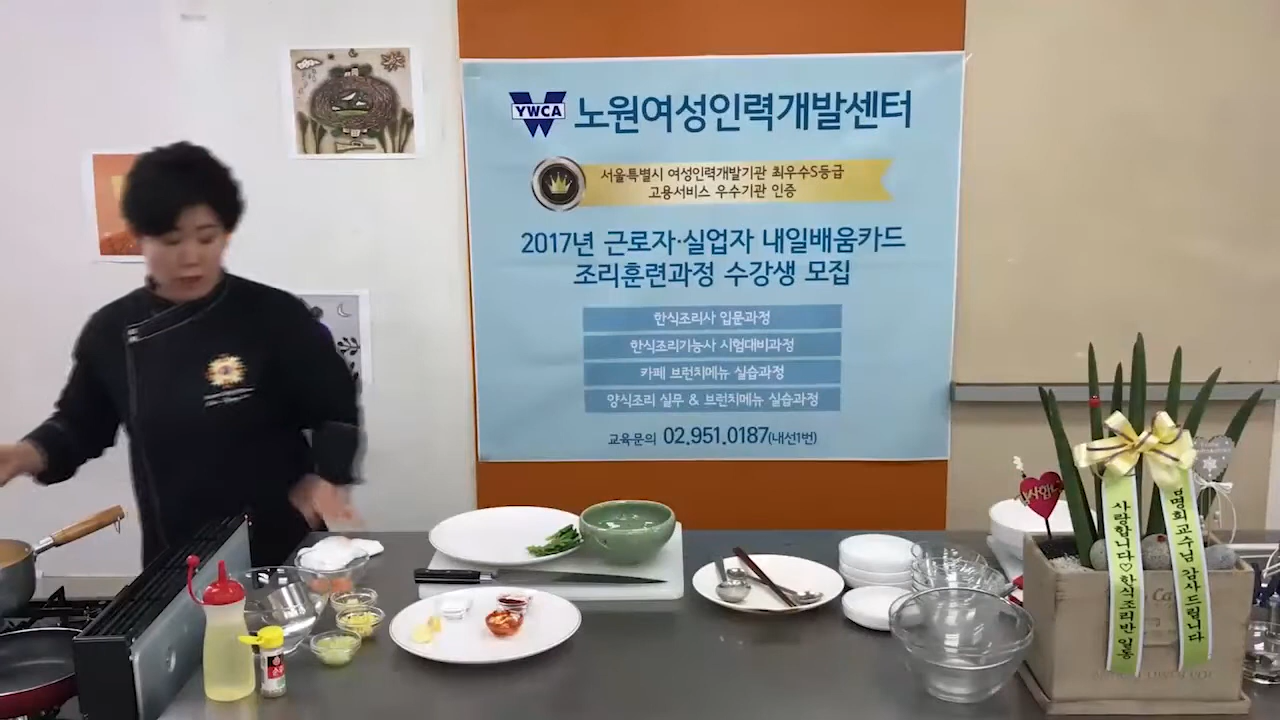 YWCA 노원여성인력개발센터
서울특별시 여성인력개발기관 최우수S등급
고용서비스 우수기관 인증
2017년 근로자·실업자 내일배움카드
조리훈련과정 수강생 모집
한식조리사 입문과정
한식조리기능사 시험대비과정
카페 브런치메뉴 실습과정
양식조리 실무 & 브런치메뉴 실습과정
교육문의 02.951.0187(내선1번)
사랑합니다♡한식조리반 일동
명희교수님 감사 드립니다